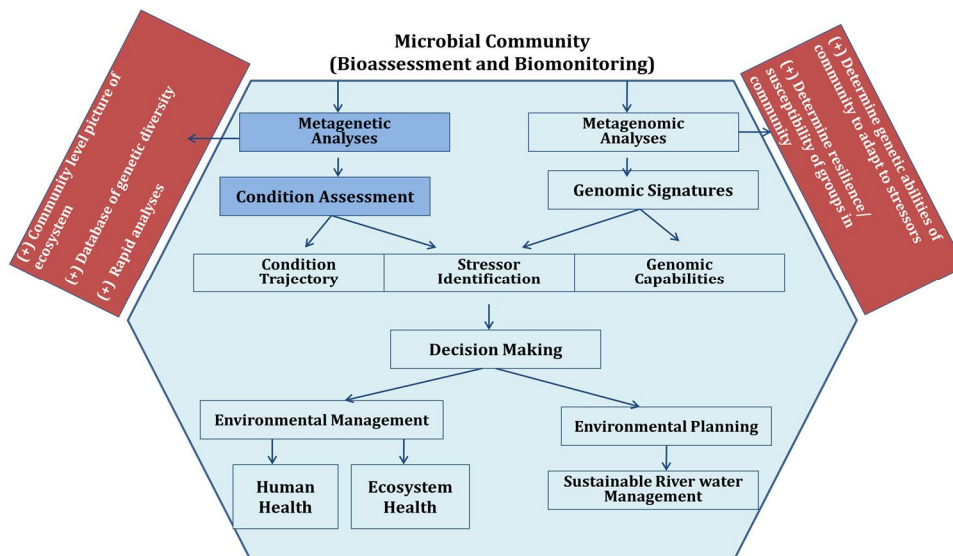 Microbial Community
(Bioassessment and Biomonitoring)
(+) Community level picture of
ecosystem
(+) Database of genetic diversity
(+) Rapid analyses
(+) Determine genetic abilities of
community to adapt to stressors
(+) Determine resilience/
susceptibility of groups in
community
Metagenetic
Analyses
Metagenomic
Analyses
Condition Assessment
Genomic Signatures
Condition
Trajectory
Stressor
Identification
Genomic
Capabilities
Decision Making
Environmental Management
Environmental Planning
Human
Health
Ecosystem
Health
Sustainable River water
Management